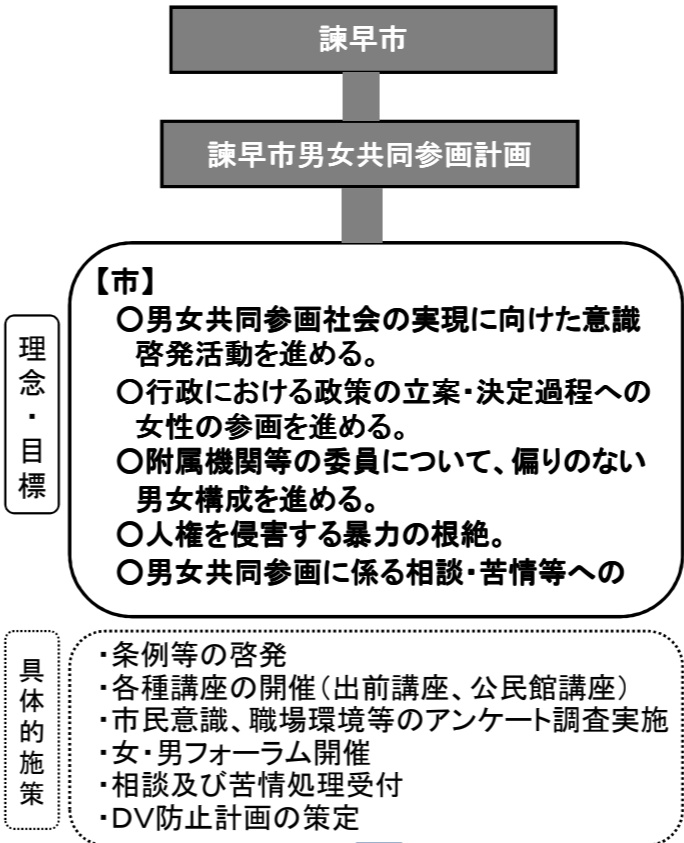 諫早市
諫早市男女共同参画計画
理念・目標
【市】
○男女共同参画社会の実現に向けた意識
啓発活動を進める。
○行政における政策の立案・決定過程への
女性の参画を進める。
○附属機関等の委員について、偏りのない
男女構成を進める。
○人権を侵害する暴力の根絶。
○男女共同参画に係る相談・苦情等への
具体的施策
・条例等の啓発
・各種講座の開催（出前講座、公民館講座）
・市民意識、職場環境等のアンケート調査実施
・女・男フォーラム開催
・相談及び苦情処理受付
・DV防止計画の策定